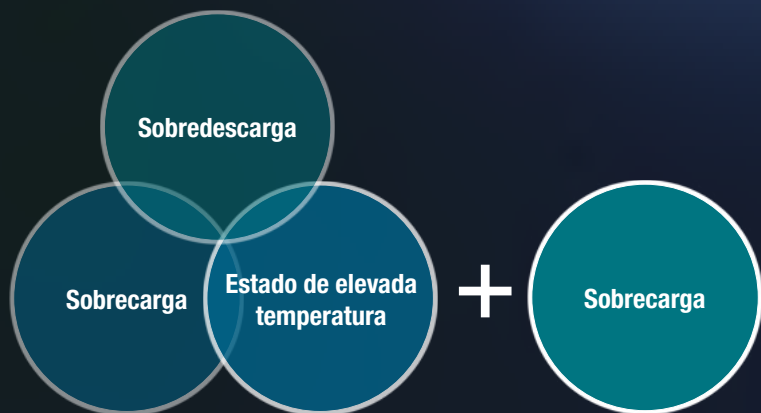 Sobredescarga
Sobrecarga
Estado de elevada
temperatura
+
Sobrecarga